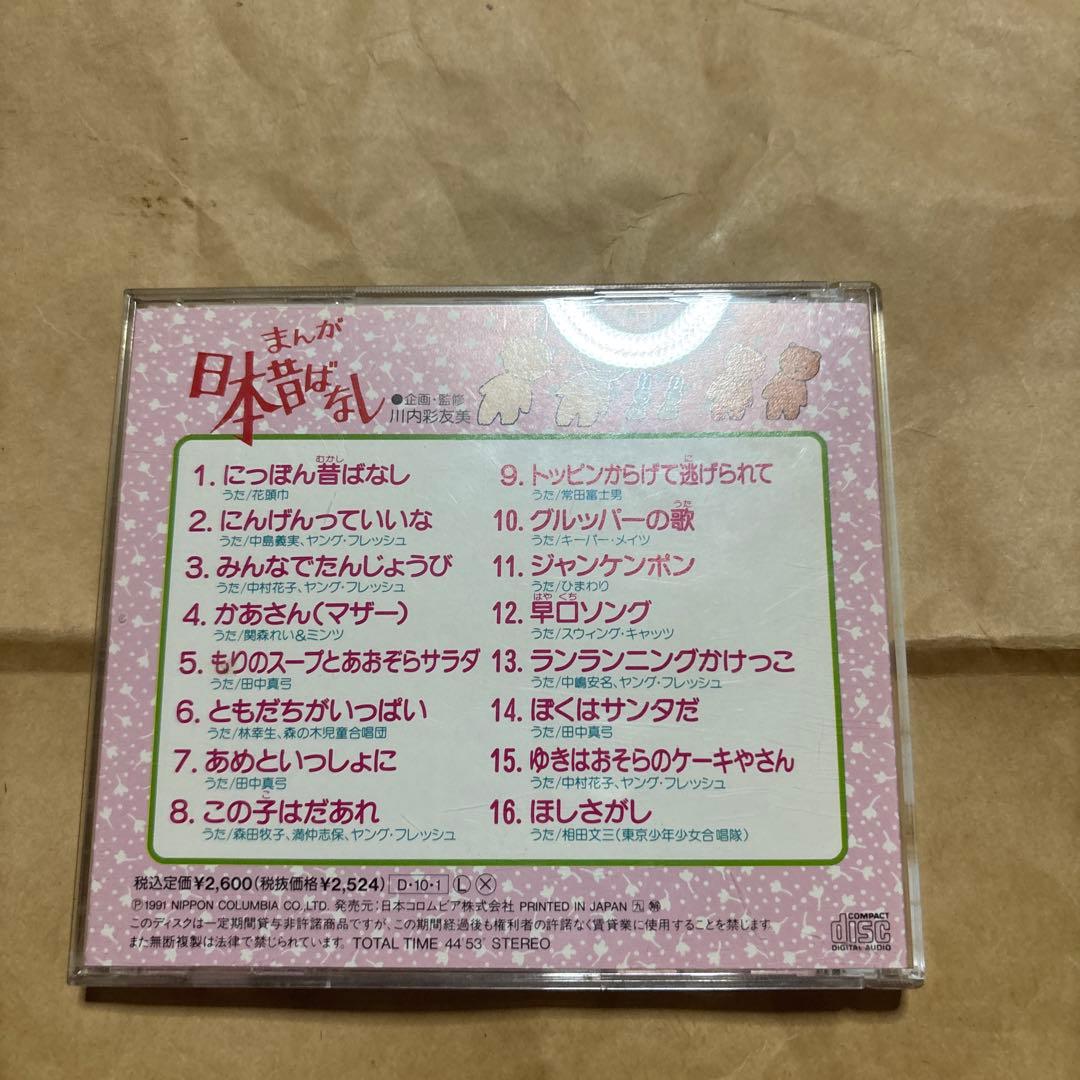 まんが
日本昔ばなし
●企画・監修
川内彩友美
1. にっぽん昔ばなし
むかし
うた/花頭巾
2. にんげんっていいな
うた/中島義実、ヤング・フレッシュ
3. みんなでたんじょうび
うた/中村花子、ヤング・フレッシュ
4. かあさん(マザー)
うた/関森れい&ミンツ
5. もりのスープとあおぞらサラダ
うた/田中真弓
6. ともだちがいっぱい
うた/林幸生、森の木児童合唱団
7. あめといっしょに
うた/田中真弓
8. この子はだあれ
こ
うた/森田牧子、満仲志保、ヤング・フレッシュ
9. トッピンからげて逃げられて
に
うた/常田富士男
10. グルッパーの歌
うた
うた/キーパー・メイツ
11. ジャンケンポン
うた/ひまわり
12. 早口ソング
はや くち
うた/スウィング・キャッツ
13. ランランニングかけっこ
うた/中嶋安名、ヤング・フレッシュ
14. ぼくはサンタだ
うた/田中真弓
15. ゆきはおそらのケーキやさん
うた/中村花子、ヤング・フレッシュ
16. ほしさがし
うた/相田文三(東京少年少女合唱隊)
税込定価¥2,600(税抜価格¥2,524) D・10・1 Ⓛ Ⓧ
Ⓟ1991 NIPPON COLUMBIA CO.,LTD. 発売元:日本コロムビア株式会社 PRINTED IN JAPAN 九
このディスクは一定期間貸与非許諾商品ですが、この期間経過後も権利者の許諾なく賃貸業に使用することを禁じます。
また無断複製は法律で禁じられています。TOTAL TIME 44'53" STEREO
COMPACT
disc
DIGITAL AUDIO